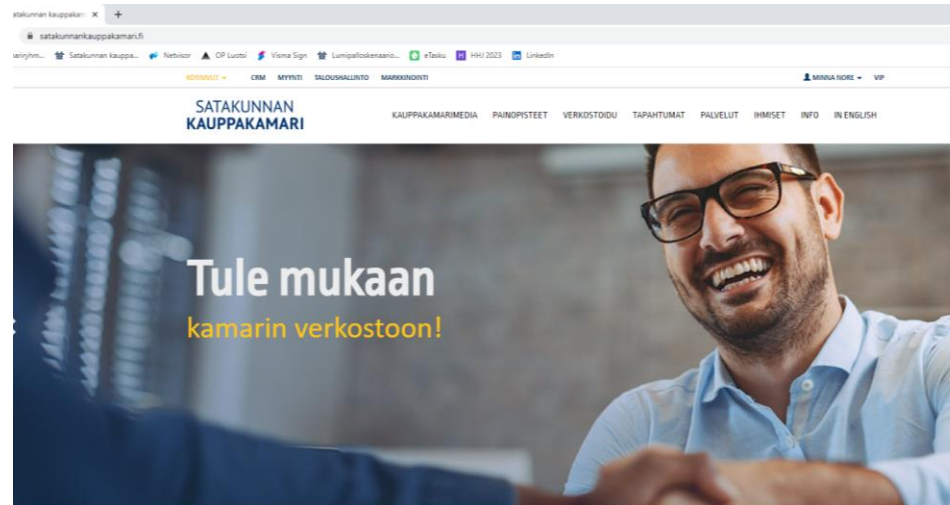 atakunnan kauppakam
satakunnankauppakamari.fi
Satakunnan kauppa... Netvisor OP Luotsi Visma Sign Lumipalloskenaario... eTasku HHJ 2023 LinkedIn
CRM MYYNTI TALOUSHALLINTO MARKKINOINTI MINNA NORE VIP
SATAKUNNAN
KAUPPAKAMARI
KAUPPAKAMARIMEDIA PAINOPISTEET VERKOSTOIDU TAPAHTUMAT PALVELUT IHMISET INFO IN ENGLISH
Tule mukaan
kamarin verkostoon!